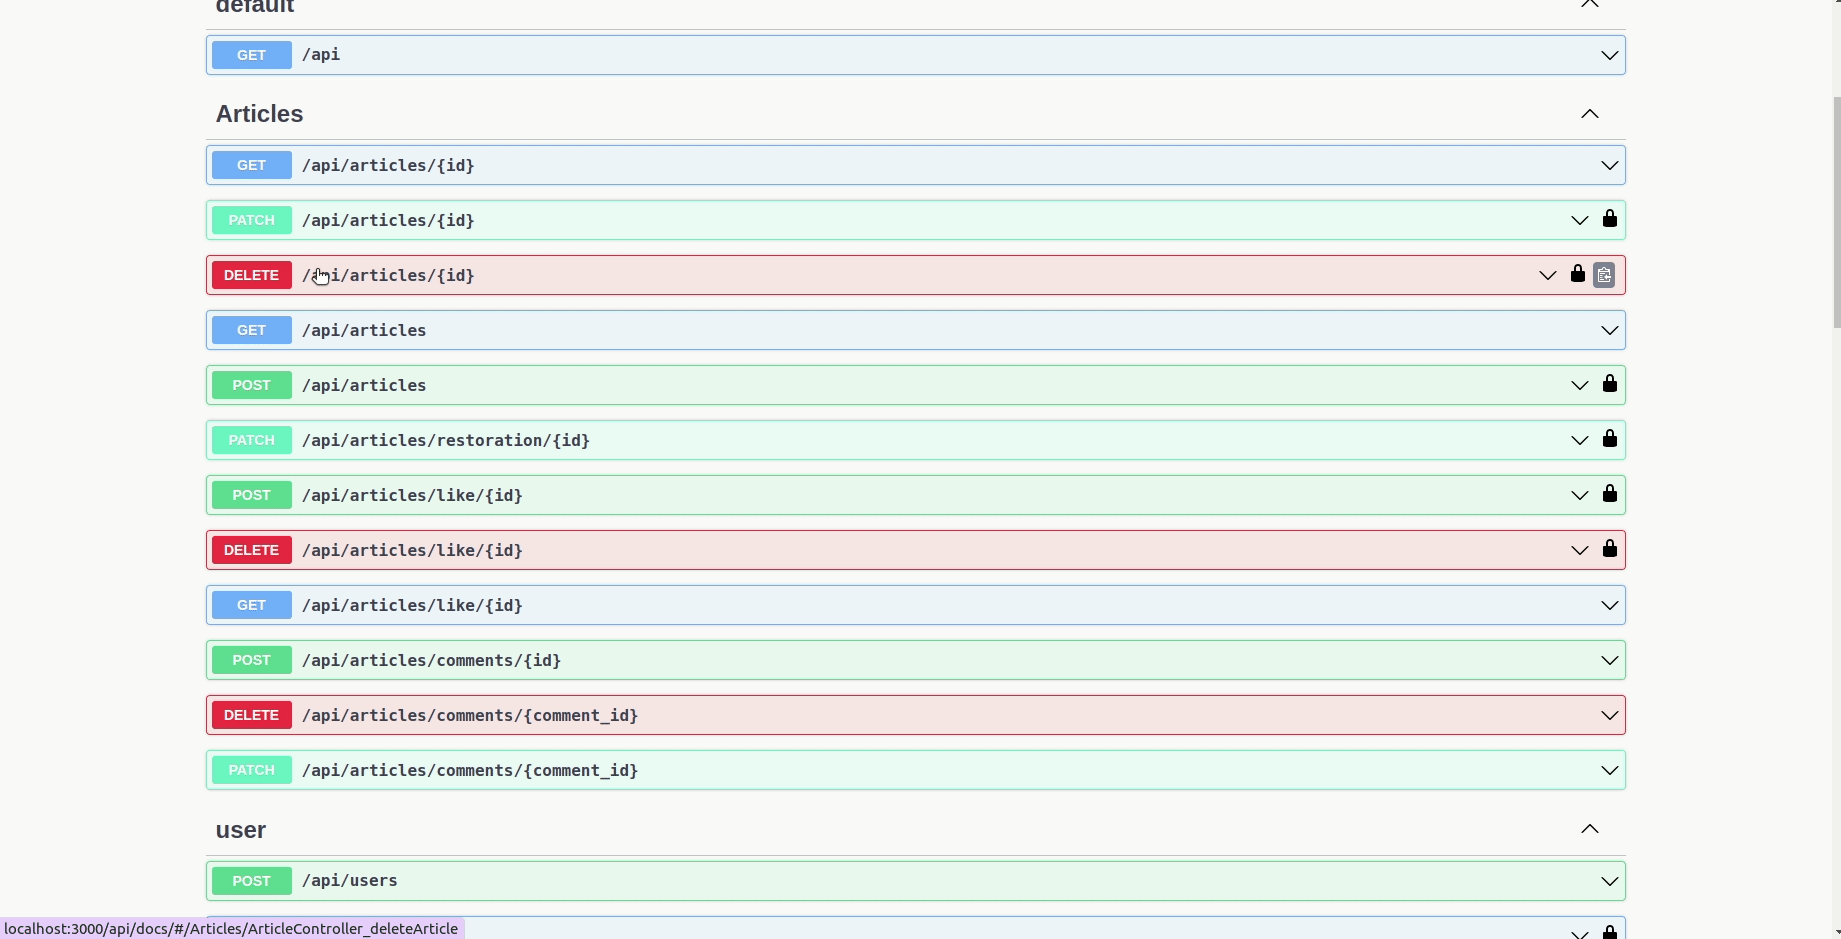 default
GET /api
Articles
GET /api/articles/{id}
PATCH /api/articles/{id}
DELETE /api/articles/{id}
GET /api/articles
POST /api/articles
PATCH /api/articles/restoration/{id}
POST /api/articles/like/{id}
DELETE /api/articles/like/{id}
GET /api/articles/like/{id}
POST /api/articles/comments/{id}
DELETE /api/articles/comments/{comment_id}
PATCH /api/articles/comments/{comment_id}
user
POST /api/users
localhost:3000/api/docs/#/Articles/ArticleController_deleteArticle